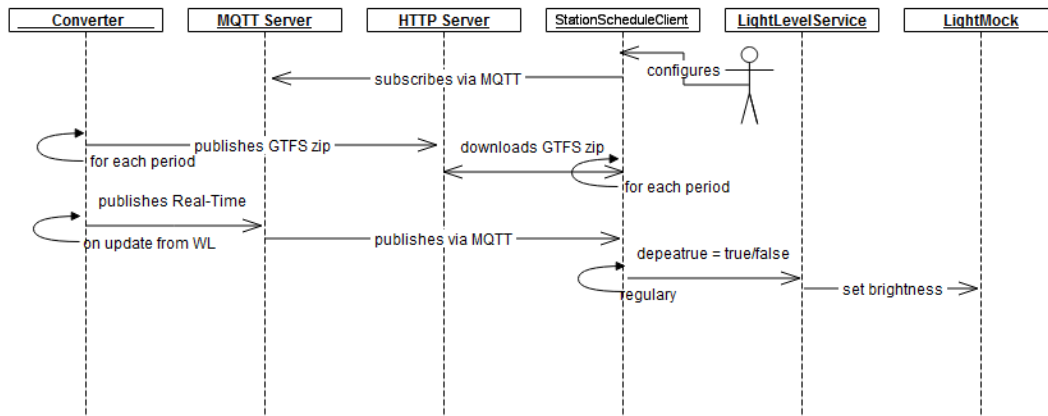 Converter
MQTT Server
HTTP Server
StationScheduleClient
LightLevelService
LightMock
configures
subscribes via MQTT
publishes GTFS zip
downloads GTFS zip
for each period
for each period
publishes Real-Time
on update from WL
publishes via MQTT
depeatrue = true/false
regulary
set brightness